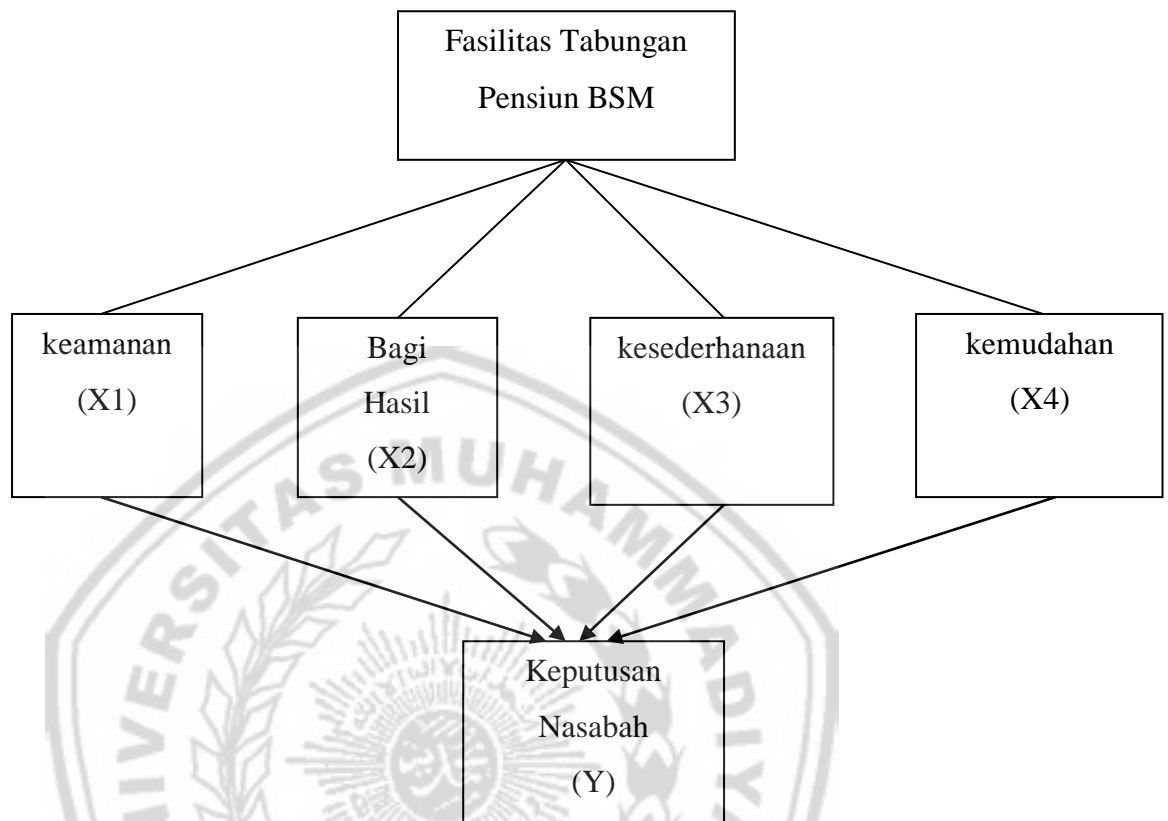 Fasilitas Tabungan
Pensiun BSM
keamanan
(X1)
Bagi
Hasil
(X2)
kesederhanaan
(X3)
kemudahan
(X4)
Keputusan
Nasabah
(Y)